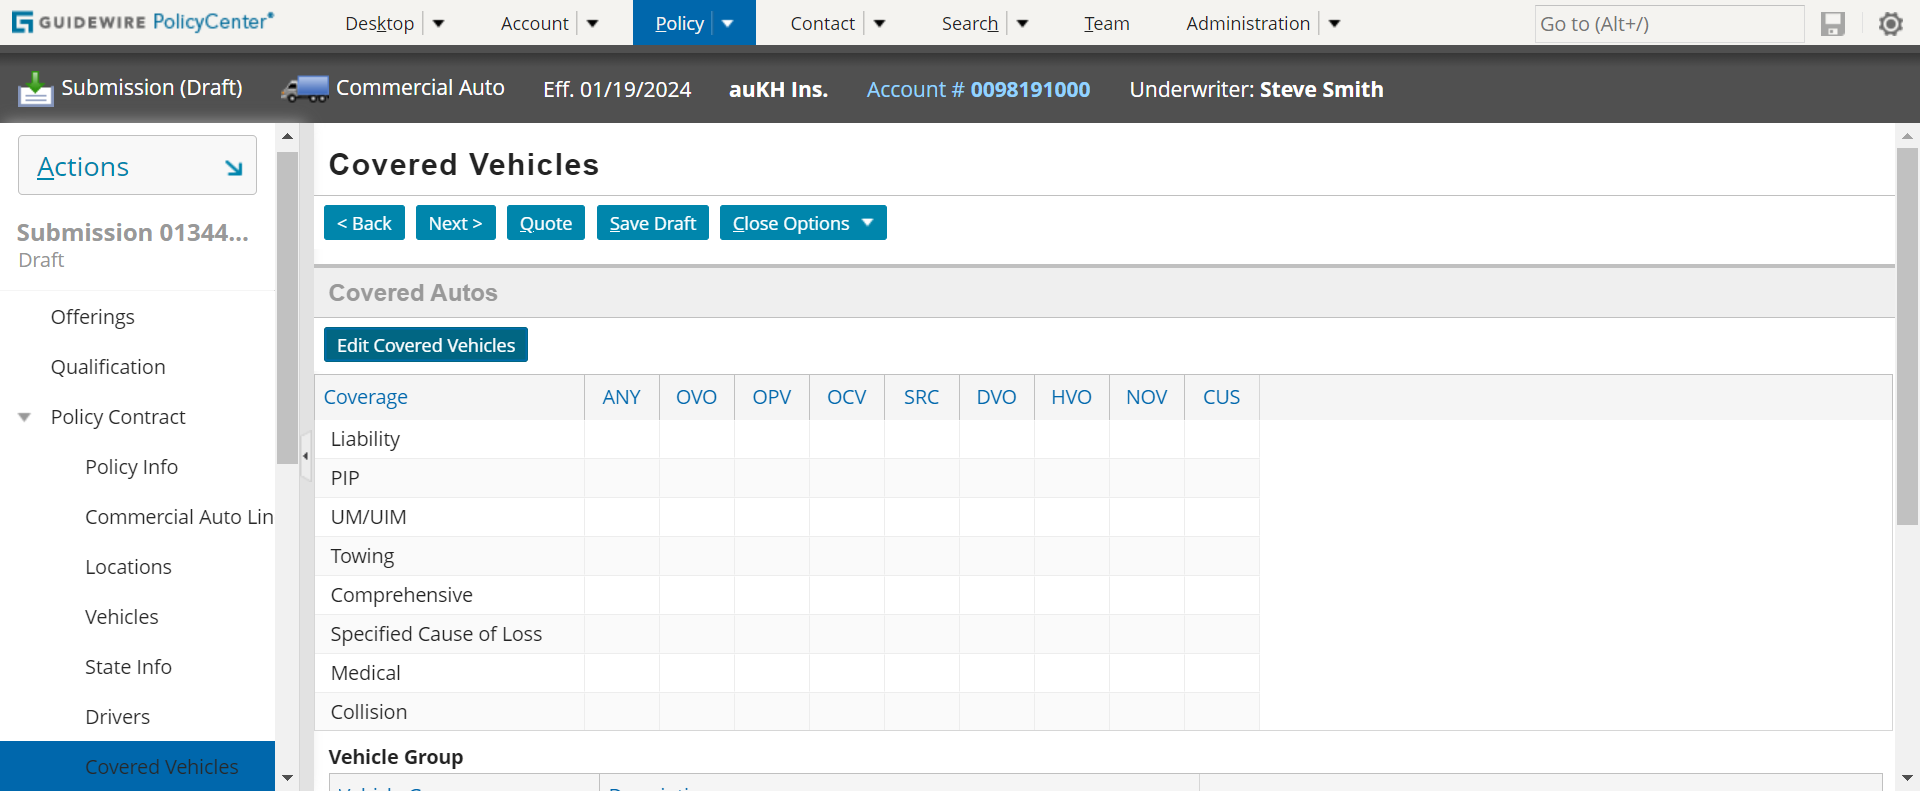 GUIDEWIRE PolicyCenter®
Desktop
Account
Policy
Contact
Search
Team
Administration
Go to (Alt+/)
Submission (Draft)
Commercial Auto
Eff. 01/19/2024
auKH Ins.
Account # 0098191000
Underwriter: Steve Smith
Actions
Submission 01344...
Draft
Offerings
Qualification
Policy Contract
Policy Info
Commercial Auto Lin
Locations
Vehicles
State Info
Drivers
Covered Vehicles
Covered Vehicles
< Back
Next >
Quote
Save Draft
Close Options
Covered Autos
Edit Covered Vehicles
Coverage ANY OVO OPV OCV SRC DVO HVO NOV CUS
Liability
PIP
UM/UIM
Towing
Comprehensive
Specified Cause of Loss
Medical
Collision
Vehicle Group